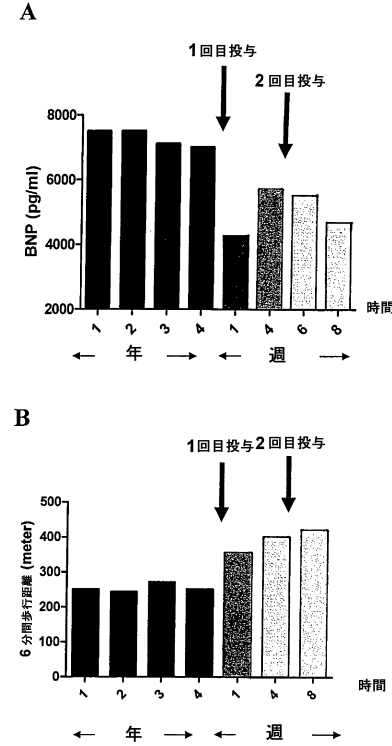 A
1回目投与
2回目投与
8000
6000
4000
2000
BNP (pg/ml)
1 2 3 4 1 4 6 8
時間
← 年 → ← 週 →
B
1回目投与 2回目投与
500
400
300
200
100
0
6分間歩行距離 (meter)
1 2 3 4 1 4 8
時間
← 年 → ← 週 →